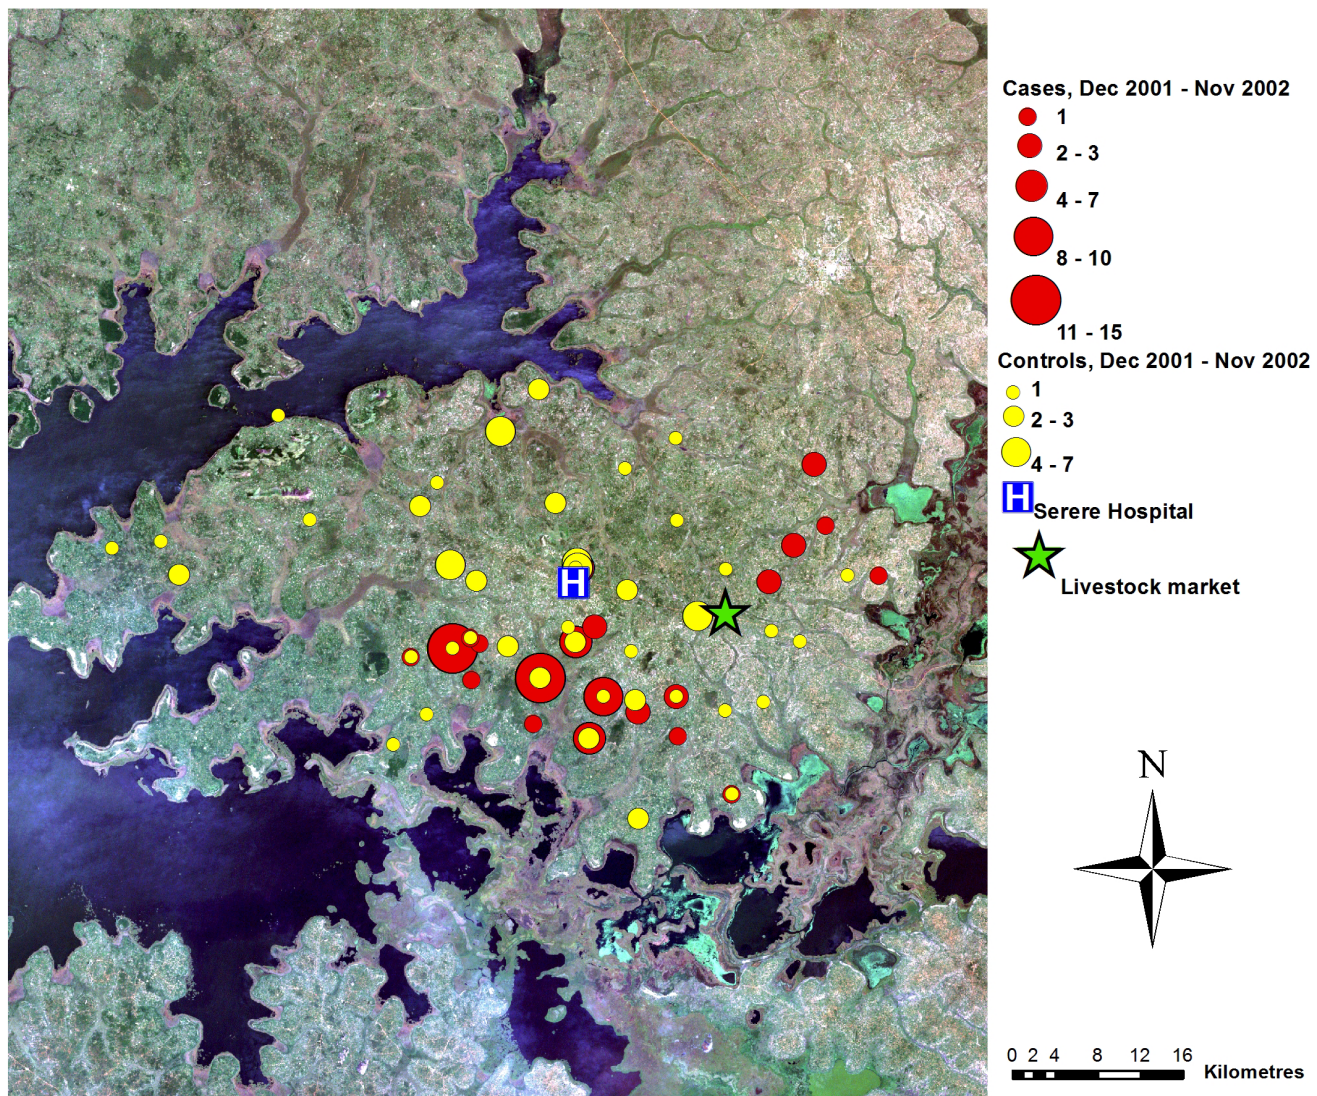 Cases, Dec 2001 - Nov 2002
1
2 - 3
4 - 7
8 - 10
11 - 15
Controls, Dec 2001 - Nov 2002
1
2 - 3
4 - 7
H Serere Hospital
Livestock market
H
N
0 2 4 8 12 16
Kilometres